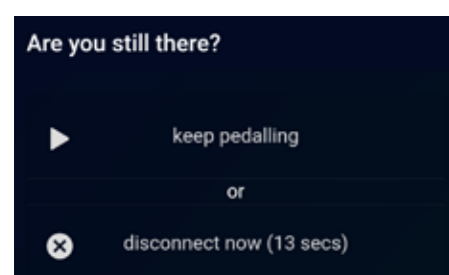 Are you still there?
keep pedalling
or
disconnect now (13 secs)